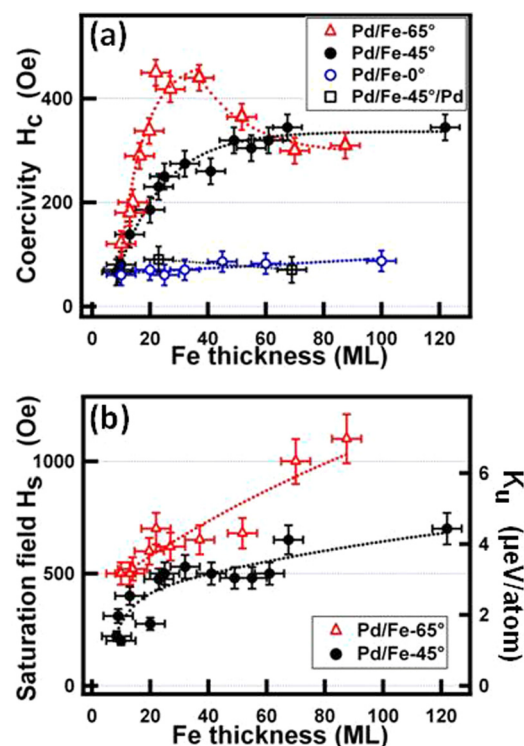 (a)
Pd/Fe-65°
Pd/Fe-45°
Pd/Fe-0°
Pd/Fe-45°/Pd
Coercivity Hc (Oe)
400
200
0
0 20 40 60 80 100 120
Fe thickness (ML)
(b)
Saturation field Hs (Oe)
1000
500
0
6
4
2
0
Ku (μeV/atom)
Pd/Fe-65°
Pd/Fe-45°
0 20 40 60 80 100 120
Fe thickness (ML)